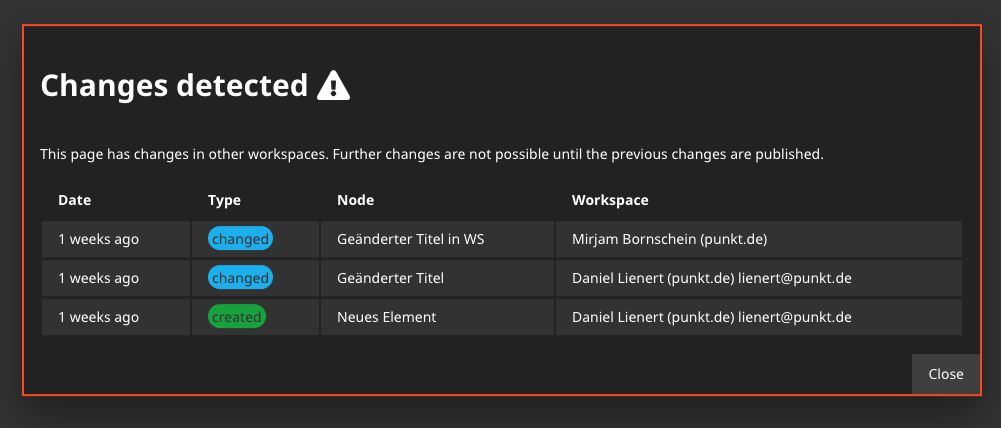 Changes detected
This page has changes in other workspaces. Further changes are not possible until the previous changes are published.
Date Type Node Workspace
1 weeks ago changed Geänderter Titel in WS Mirjam Bornschein (punkt.de)
1 weeks ago changed Geänderter Titel Daniel Lienert (punkt.de) lienert@punkt.de
1 weeks ago created Neues Element Daniel Lienert (punkt.de) lienert@punkt.de
Close